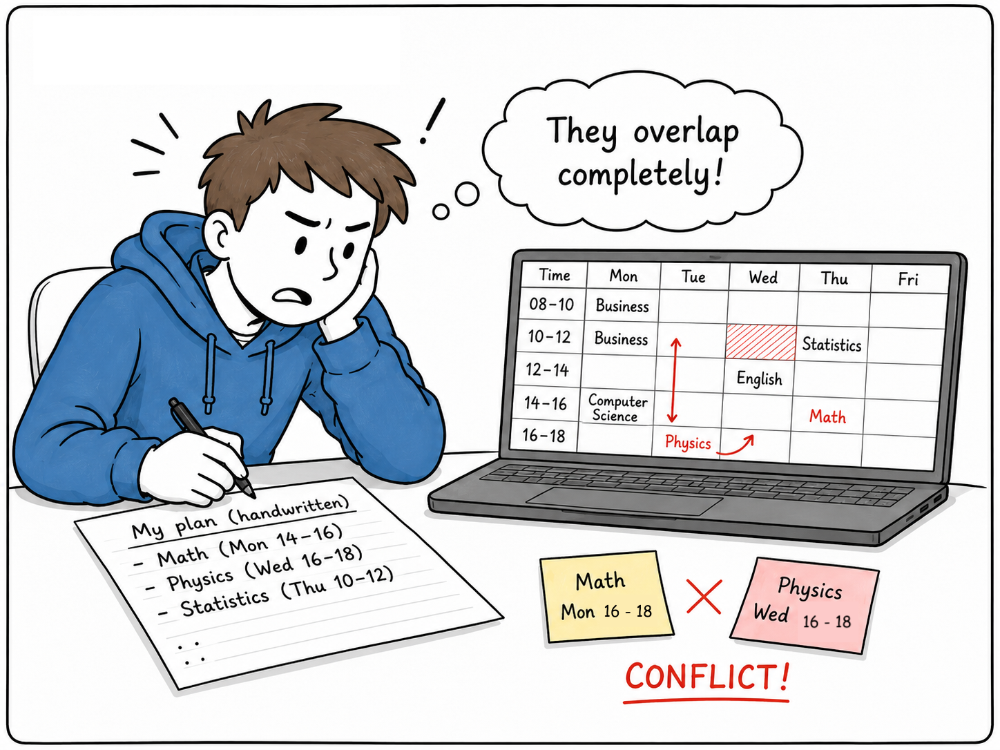 They overlap
completely!
Time Mon Tue Wed Thu Fri
08-10 Business
10-12 Business Statistics
12-14 English
14-16 Computer Science Math
16-18 Physics
My plan (handwritten)
- Math (Mon 14-16)
- Physics (Wed 16-18)
- Statistics (Thu 10-12)
Math
Mon 16 - 18
Physics
Wed 16 - 18
CONFLICT!